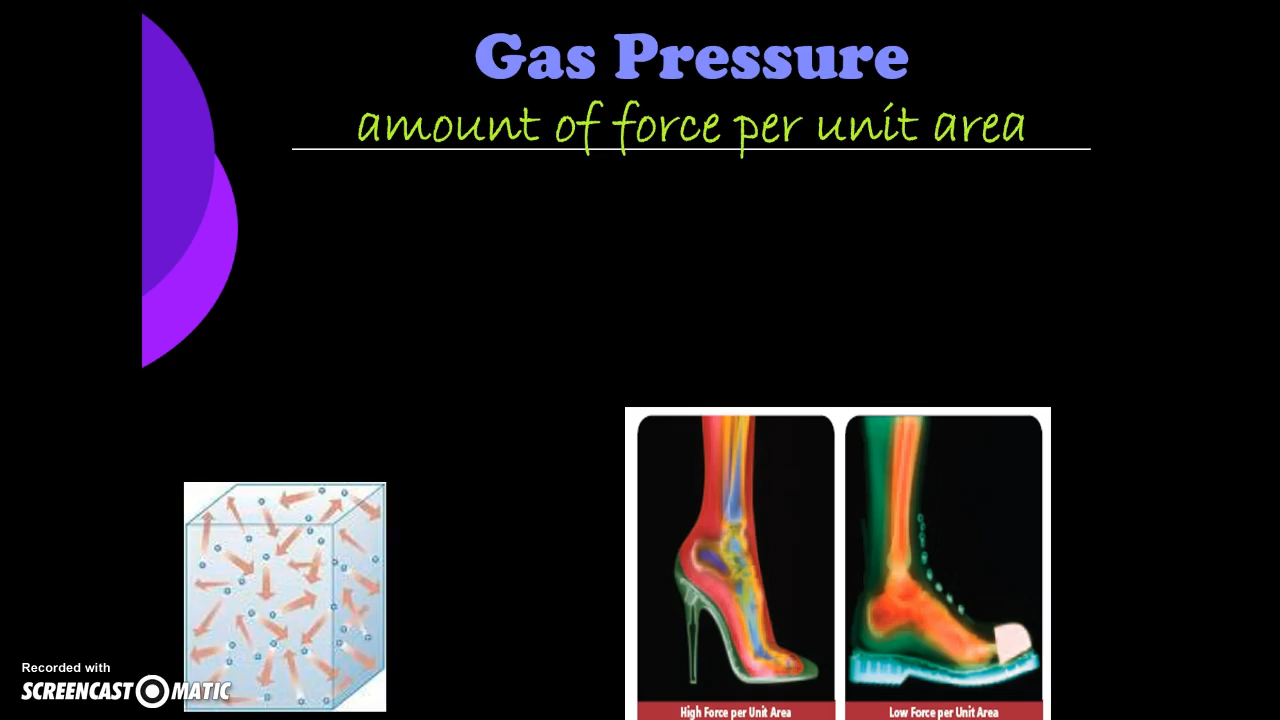 Gas Pressure
amount of force per unit area
High Force per Unit Area
Low Force per Unit Area
Recorded with
SCREENCAST O MATIC